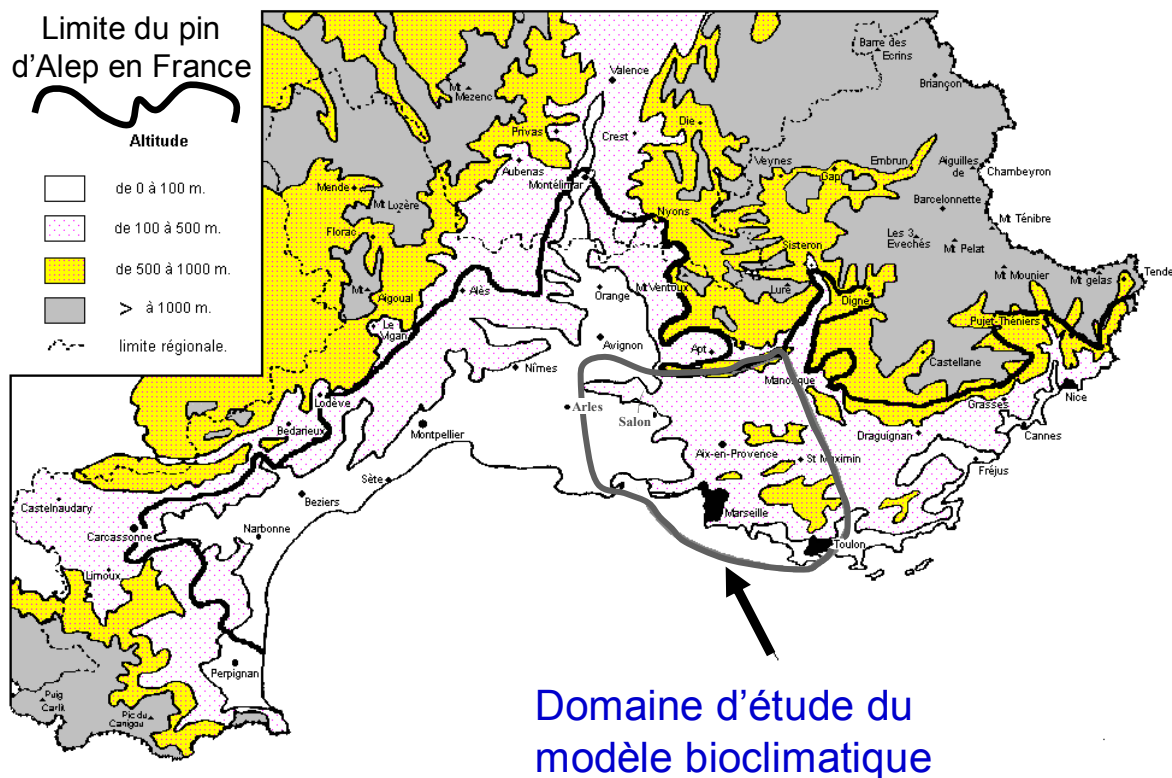 Limite du pin
d'Alep en France
Altitude
de 0 à 100 m.
de 100 à 500 m.
de 500 à 1000 m.
> à 1000 m.
limite régionale.
Barre des
Ecrins
Briançon
Valence
Mt
Mezenc
Privas
Crest
Die
Veynes
Embrun
Gap
Aiguilles
de
Chambeyron
Aubenas
Montélimar
Mende
Mt Lozère
Barcelonnette
Mt Ténibre
Florac
Nyons
Les 3
Evechés
Mt Pelat
Sisteron
Mt
Aigoual
Alès
Orange
Mt Ventoux
Lure
Digne
Mt Mounier
Mt gelas
Tende
Le
Vigan
Avignon
Apt
Pujet-Théniers
Nîmes
Manosque
Castellane
Lodève
Arles
Salon
Grasses
Nice
Bédarieux
Montpellier
Aix-en-Provence
St Maximin
Draguignan
Cannes
Fréjus
Sète
Beziers
Castelnaudary
Marseille
Carcassonne
Narbonne
Toulon
Limoux
Perpignan
Puig
Carlit
Pic du
Canigou
Domaine d'étude du
modèle bioclimatique